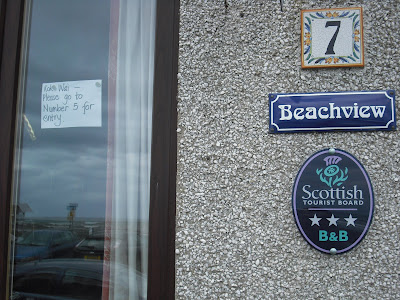 Please go to
Number 5 for
entry
7
Beachview
Scottish
TOURIST BOARD
B&B